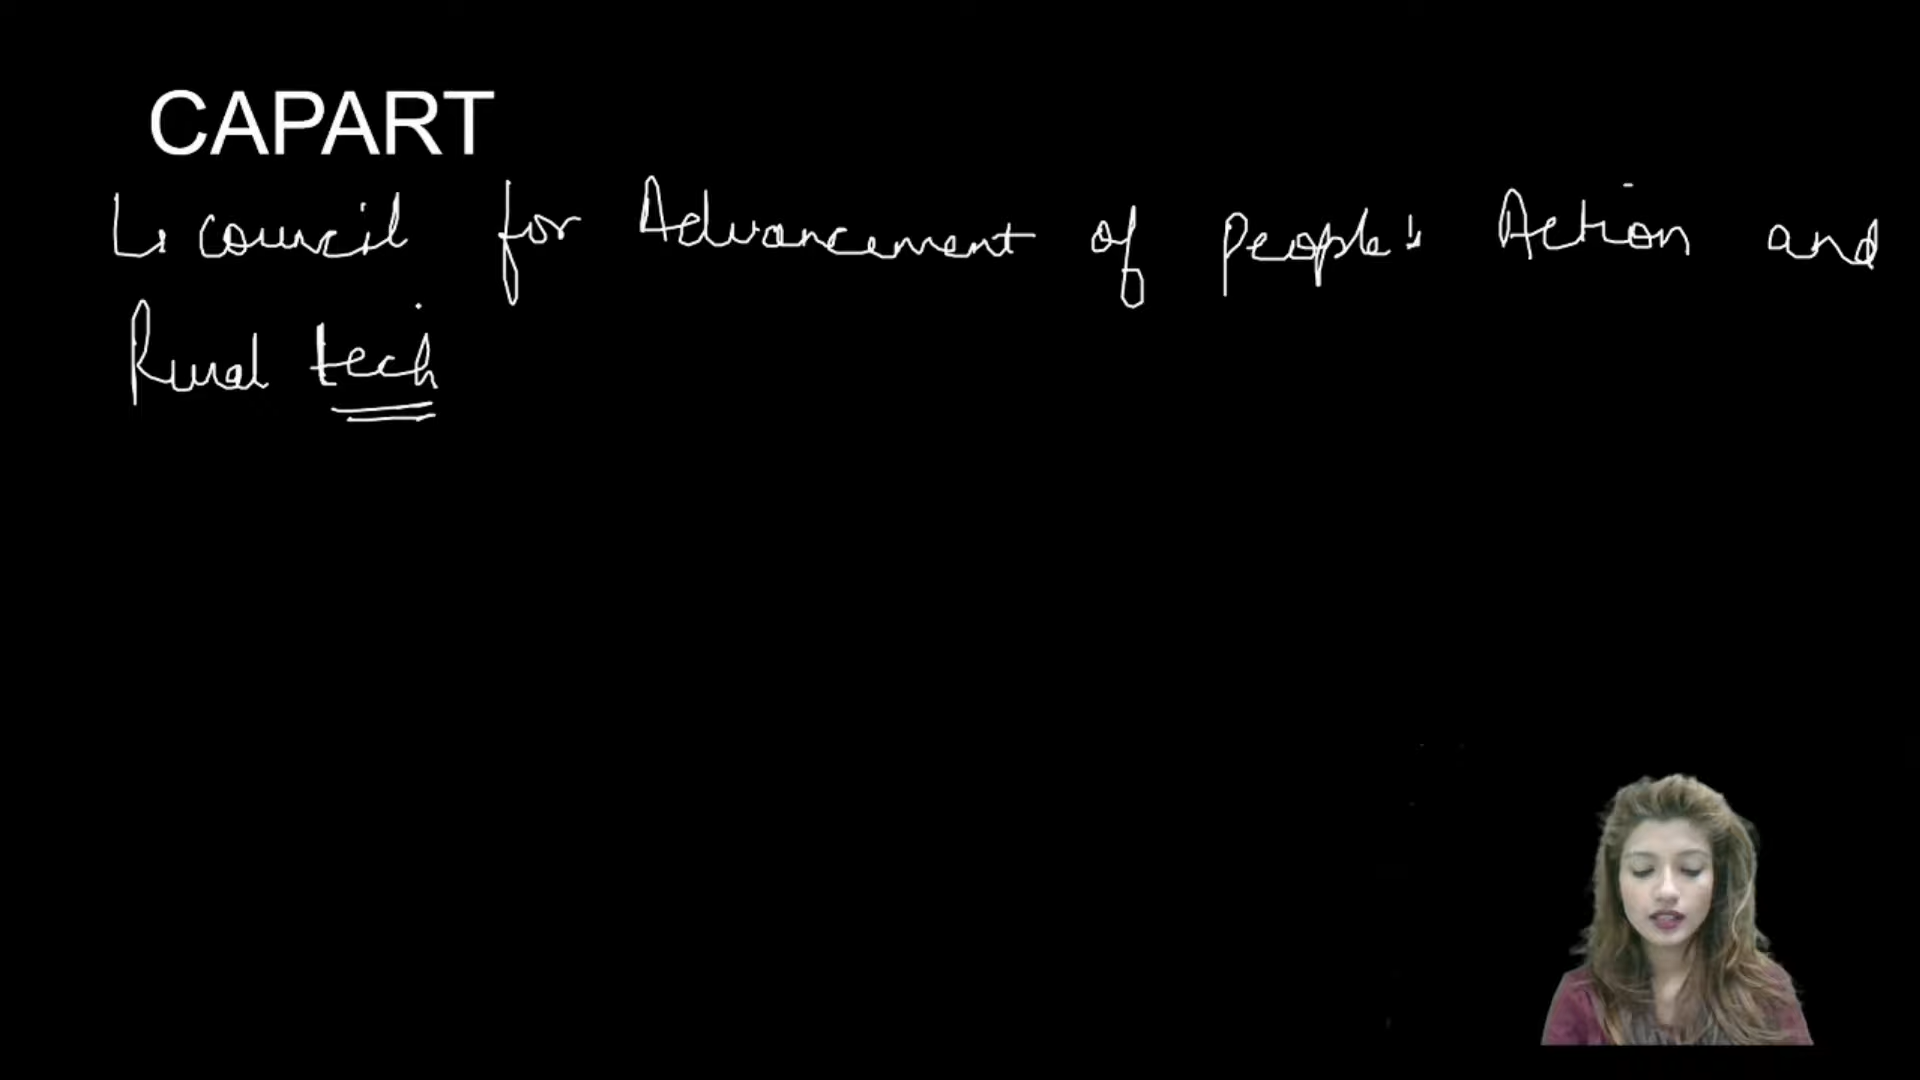 CAPART
↳ council for Advancement of People's Action and
Rural tech